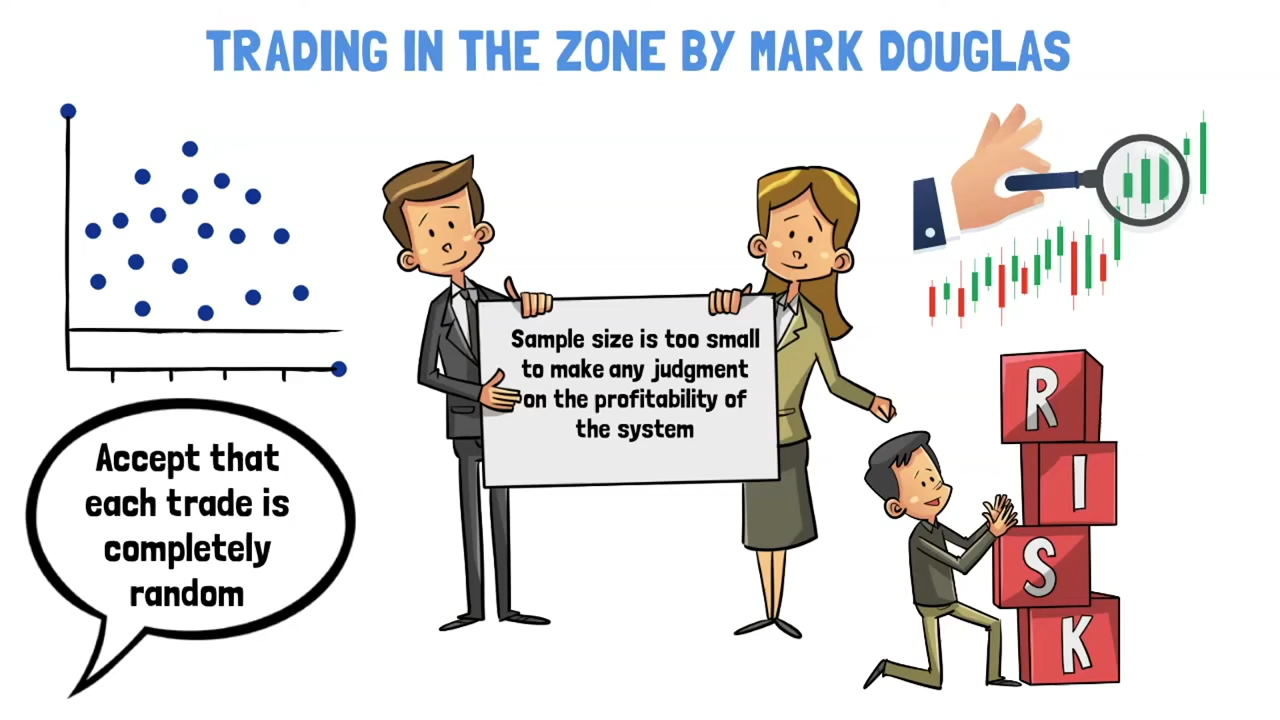 TRADING IN THE ZONE BY MARK DOUGLAS
Sample size is too small
to make any judgment
on the profitability of
the system
Accept that
each trade is
completely
random
R
I
S
K